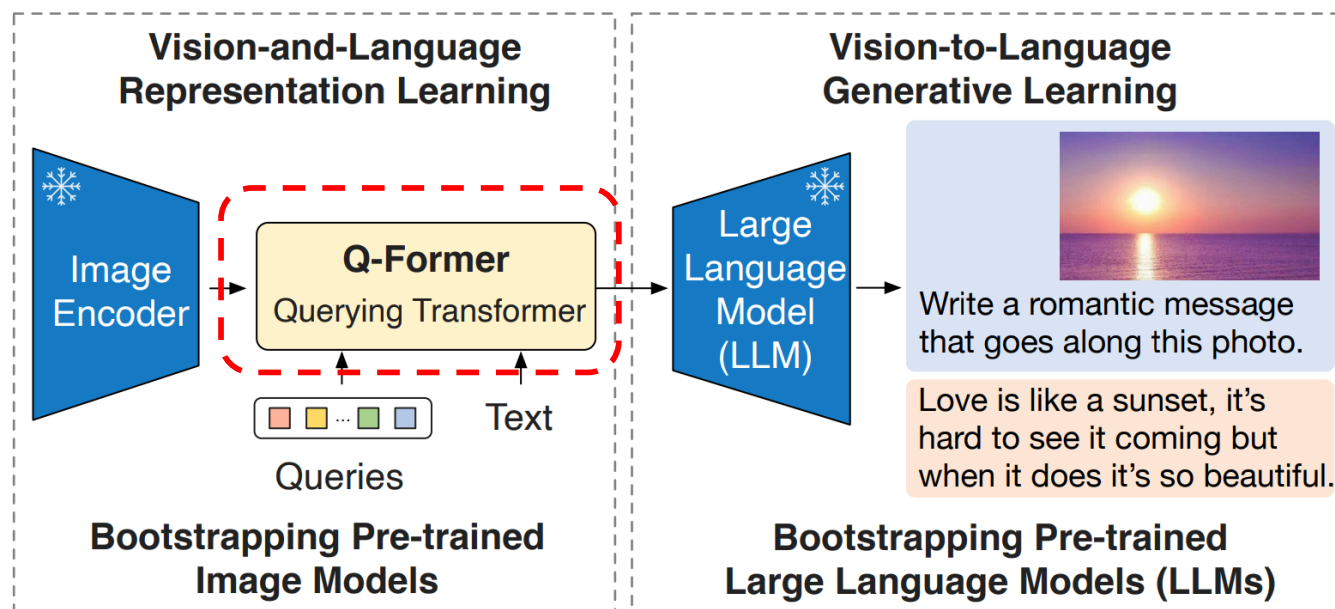 Vision-and-Language
Representation Learning
Image
Encoder
Q-Former
Querying Transformer
...
Queries
Text
Bootstrapping Pre-trained
Image Models
Vision-to-Language
Generative Learning
Large
Language
Model
(LLM)
Write a romantic message
that goes along this photo.
Love is like a sunset, it's
hard to see it coming but
when it does it's so beautiful.
Bootstrapping Pre-trained
Large Language Models (LLMs)